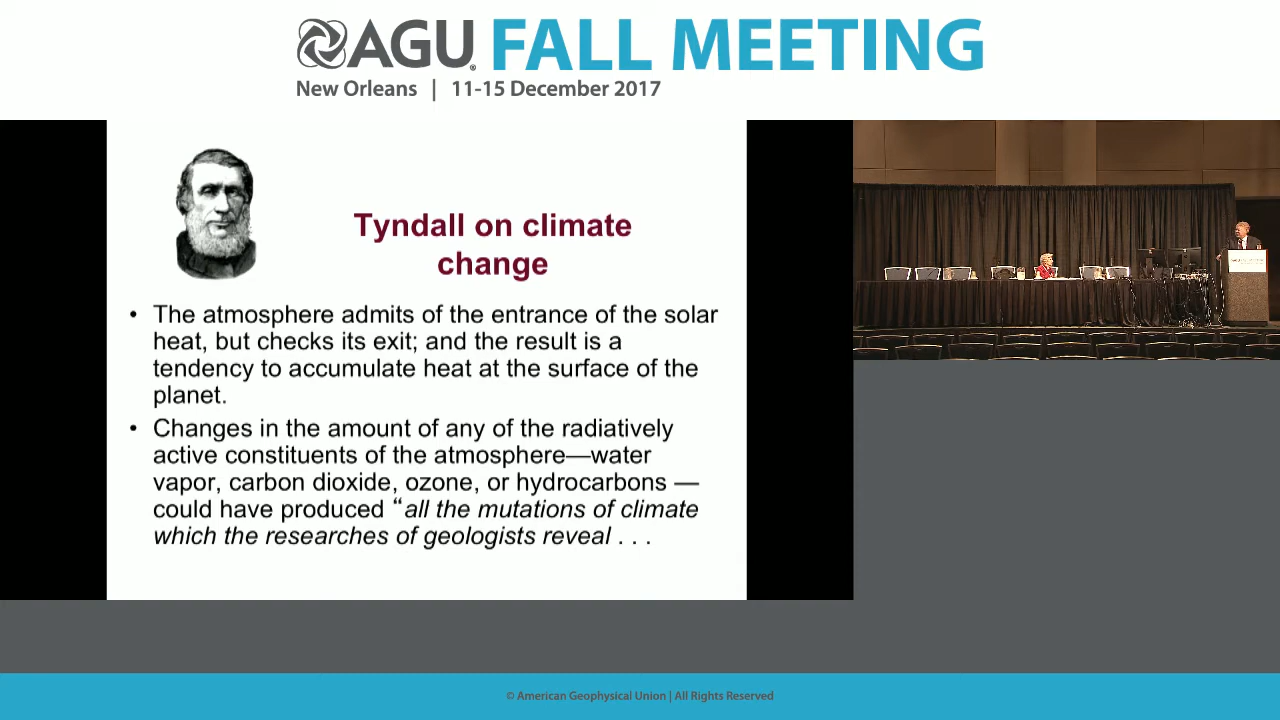 AGU FALL MEETING
New Orleans | 11-15 December 2017
Tyndall on climate
change
• The atmosphere admits of the entrance of the solar
heat, but checks its exit; and the result is a
tendency to accumulate heat at the surface of the
planet.
• Changes in the amount of any of the radiatively
active constituents of the atmosphere—water
vapor, carbon dioxide, ozone, or hydrocarbons —
could have produced “all the mutations of climate
which the researches of geologists reveal . . .
AGU FALL MEETING
© American Geophysical Union | All Rights Reserved